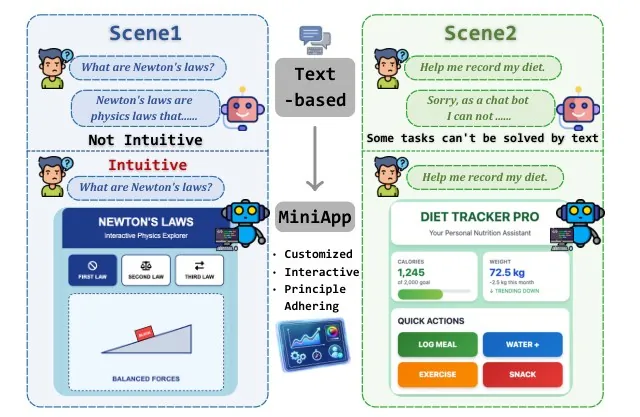 Scene1
What are Newton's laws?
Newton's laws are
physics laws that......
Not Intuitive
Intuitive
What are Newton's laws?
NEWTON'S LAWS
Interactive Physics Explorer
FIRST LAW
SECOND LAW
THIRD LAW
BLOCK
BALANCED FORCES
Text
-based
MiniApp
· Customized
· Interactive
· Principle
Adhering
Scene2
Help me record my diet.
Sorry, as a chat bot
I can not ......
Some tasks can't be solved by text
Help me record my diet.
DIET TRACKER PRO
Your Personal Nutrition Assistant
CALORIES
1,245
of 2,000 goal
WEIGHT
72.5 kg
-2.5 kg this month
↓ TRENDING DOWN
QUICK ACTIONS
LOG MEAL
WATER +
EXERCISE
SNACK